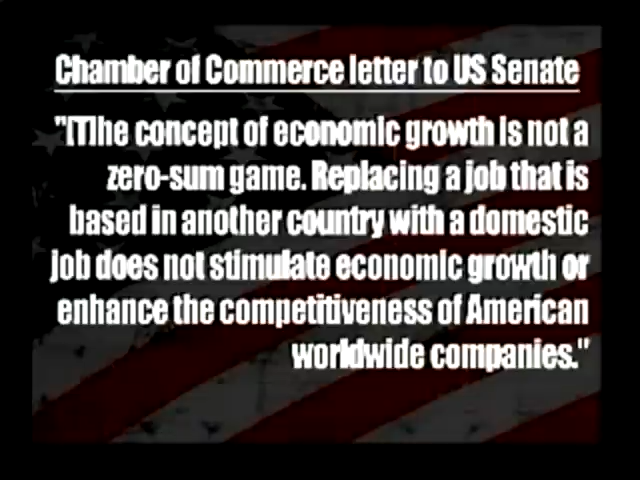 Chamber of Commerce letter to US Senate
"[T]he concept of economic growth is not a
zero-sum game. Replacing a job that is
based in another country with a domestic
job does not stimulate economic growth or
enhance the competitiveness of American
worldwide companies."